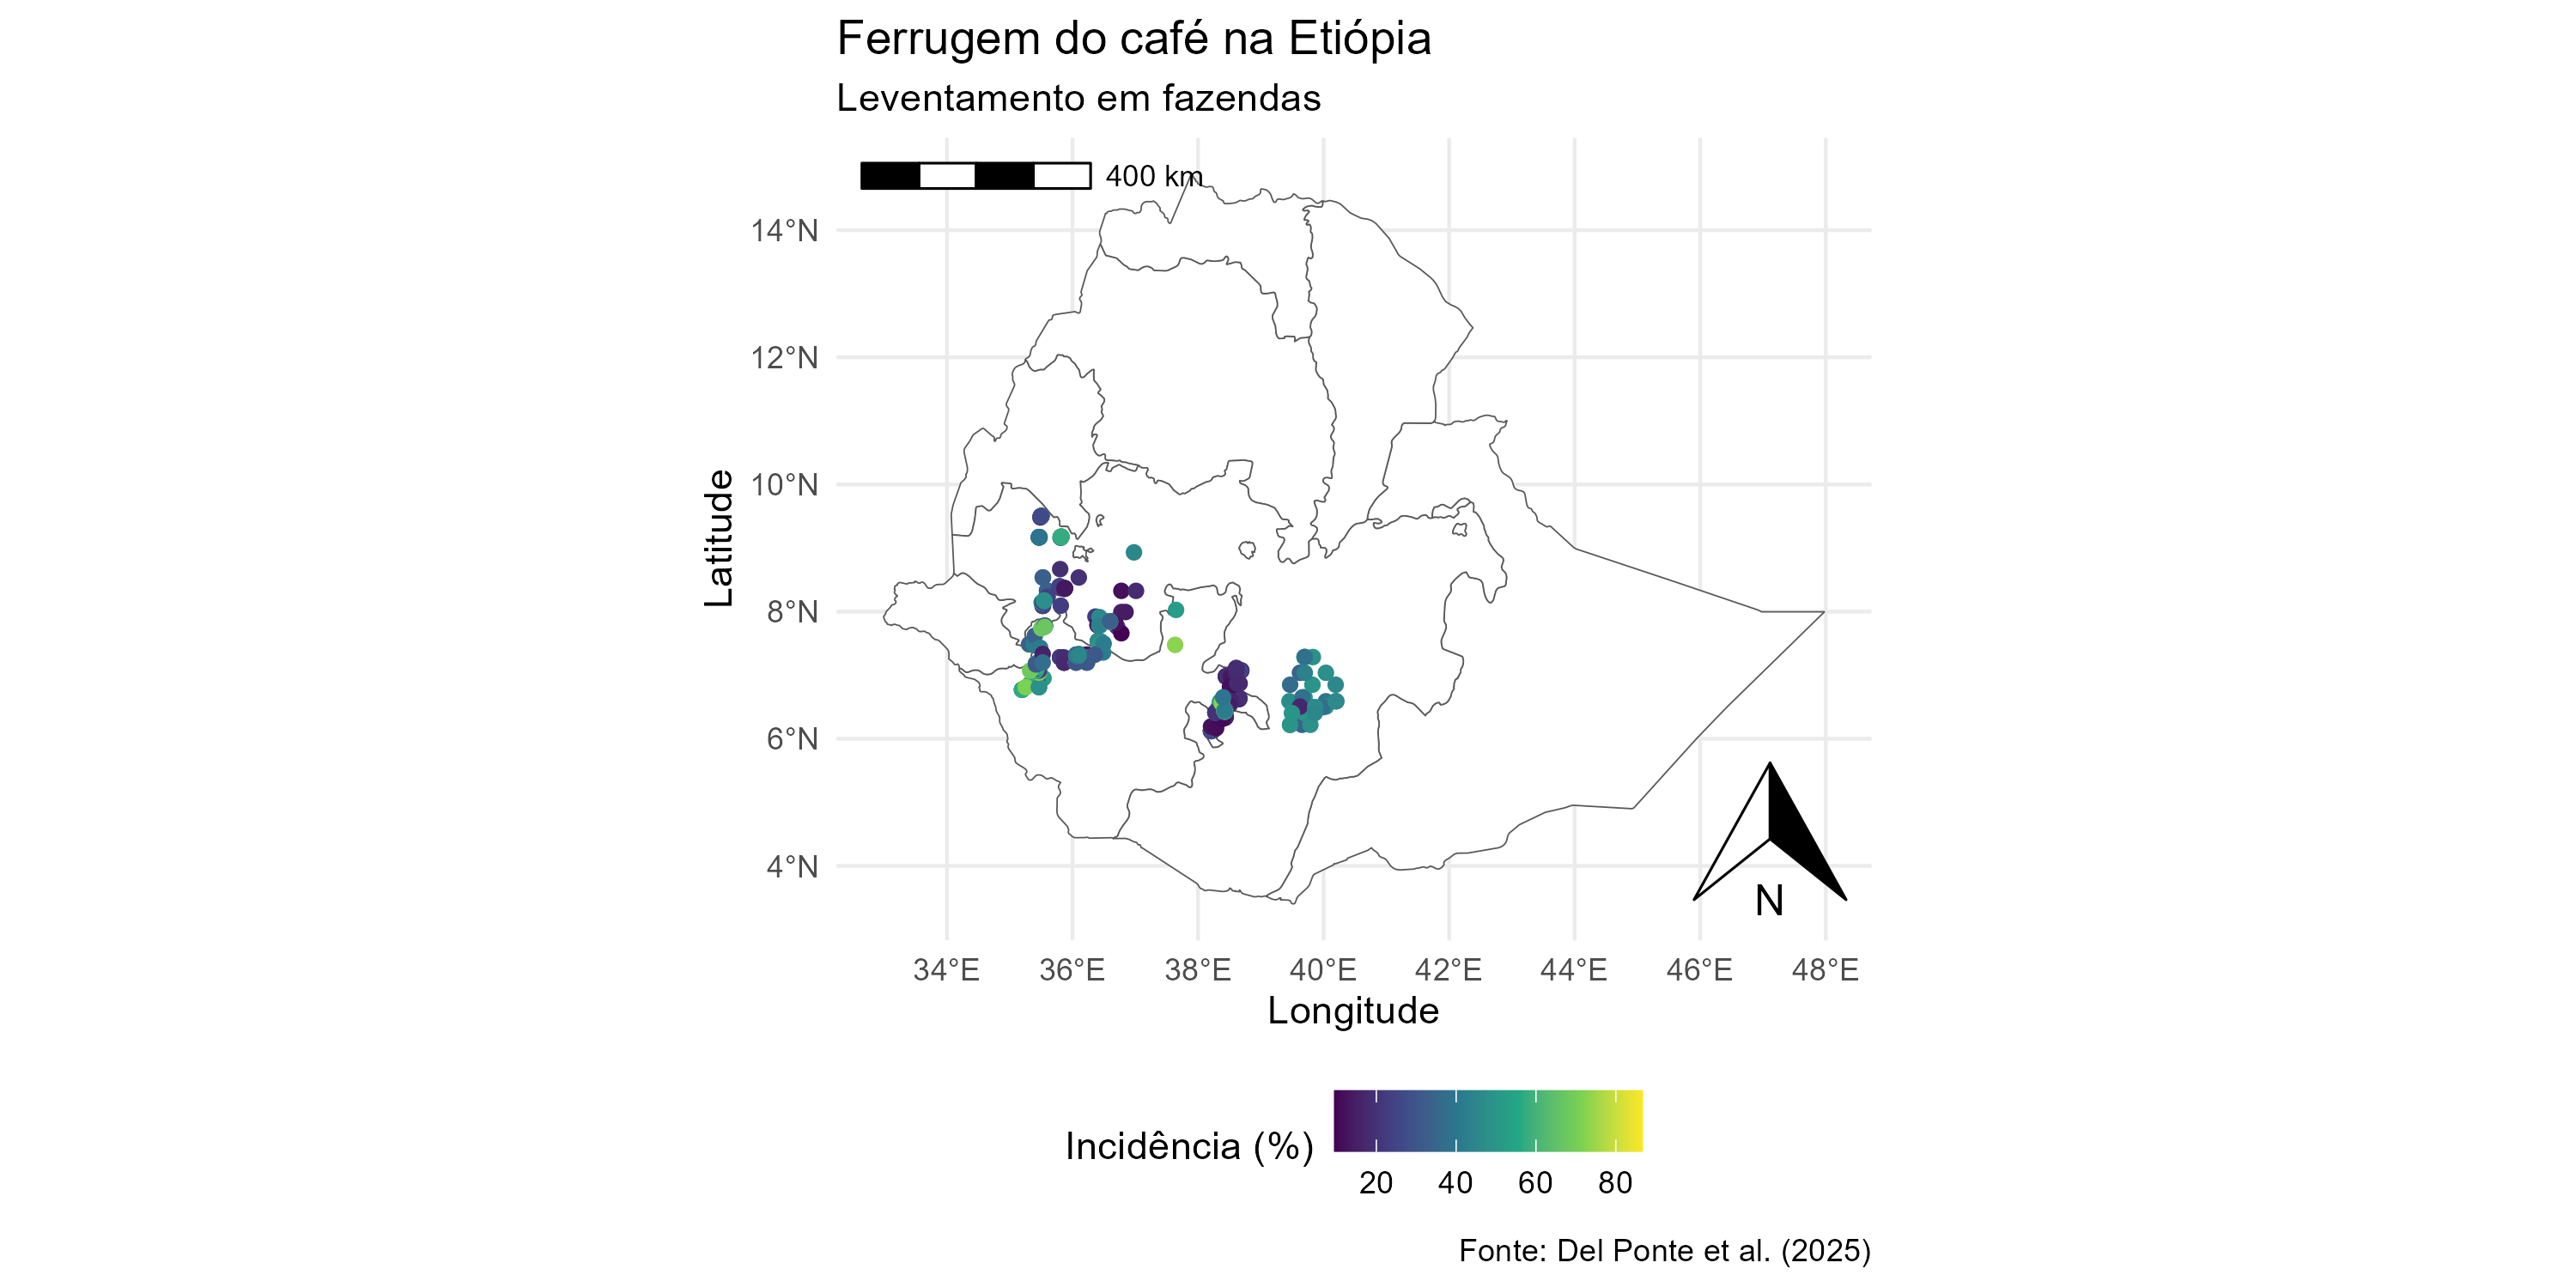 Ferrugem do café na Etiópia
Leventamento em fazendas
400 km
14°N
12°N
10°N
8°N
6°N
4°N
Latitude
N
34°E 36°E 38°E 40°E 42°E 44°E 46°E 48°E
Longitude
Incidência (%)
20 40 60 80
Fonte: Del Ponte et al. (2025)